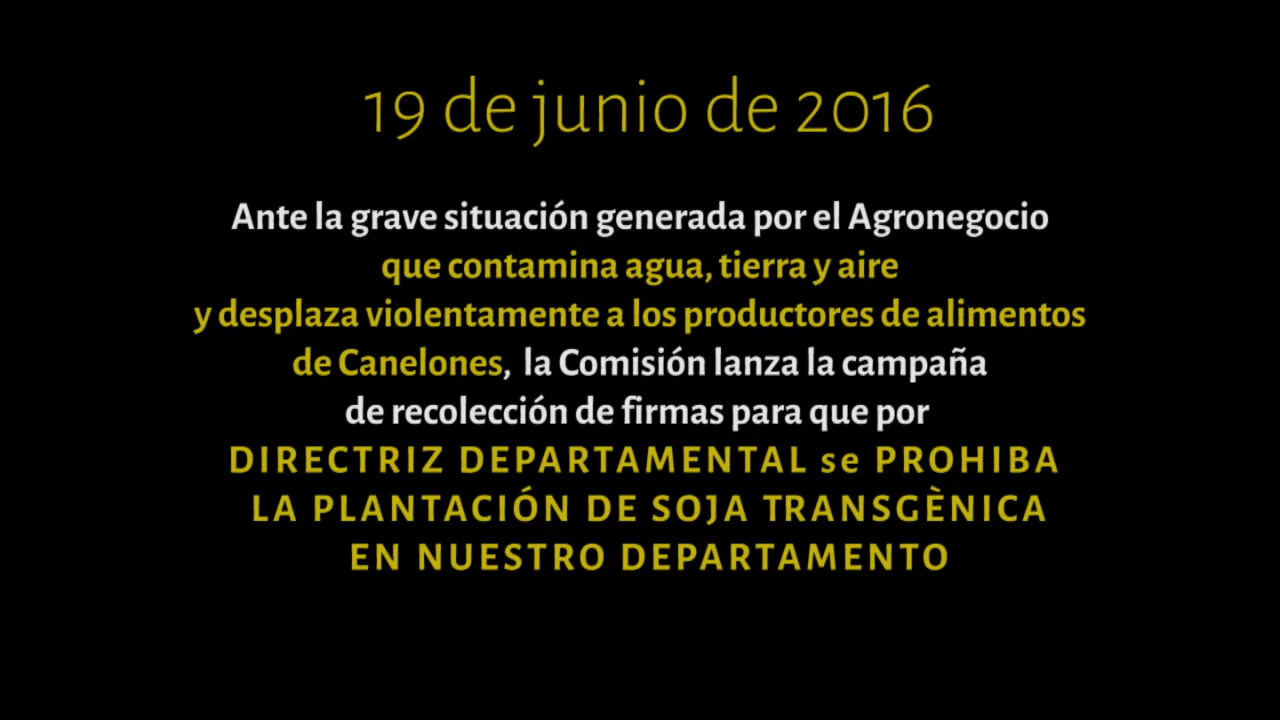 19 de junio de 2016
Ante la grave situación generada por el Agronegocio
que contamina agua, tierra y aire
y desplaza violentamente a los productores de alimentos
de Canelones, la Comisión lanza la campaña
de recolección de firmas para que por
DIRECTRIZ DEPARTAMENTAL se PROHIBA
LA PLANTACIÓN DE SOJA TRANSGÈNICA
EN NUESTRO DEPARTAMENTO